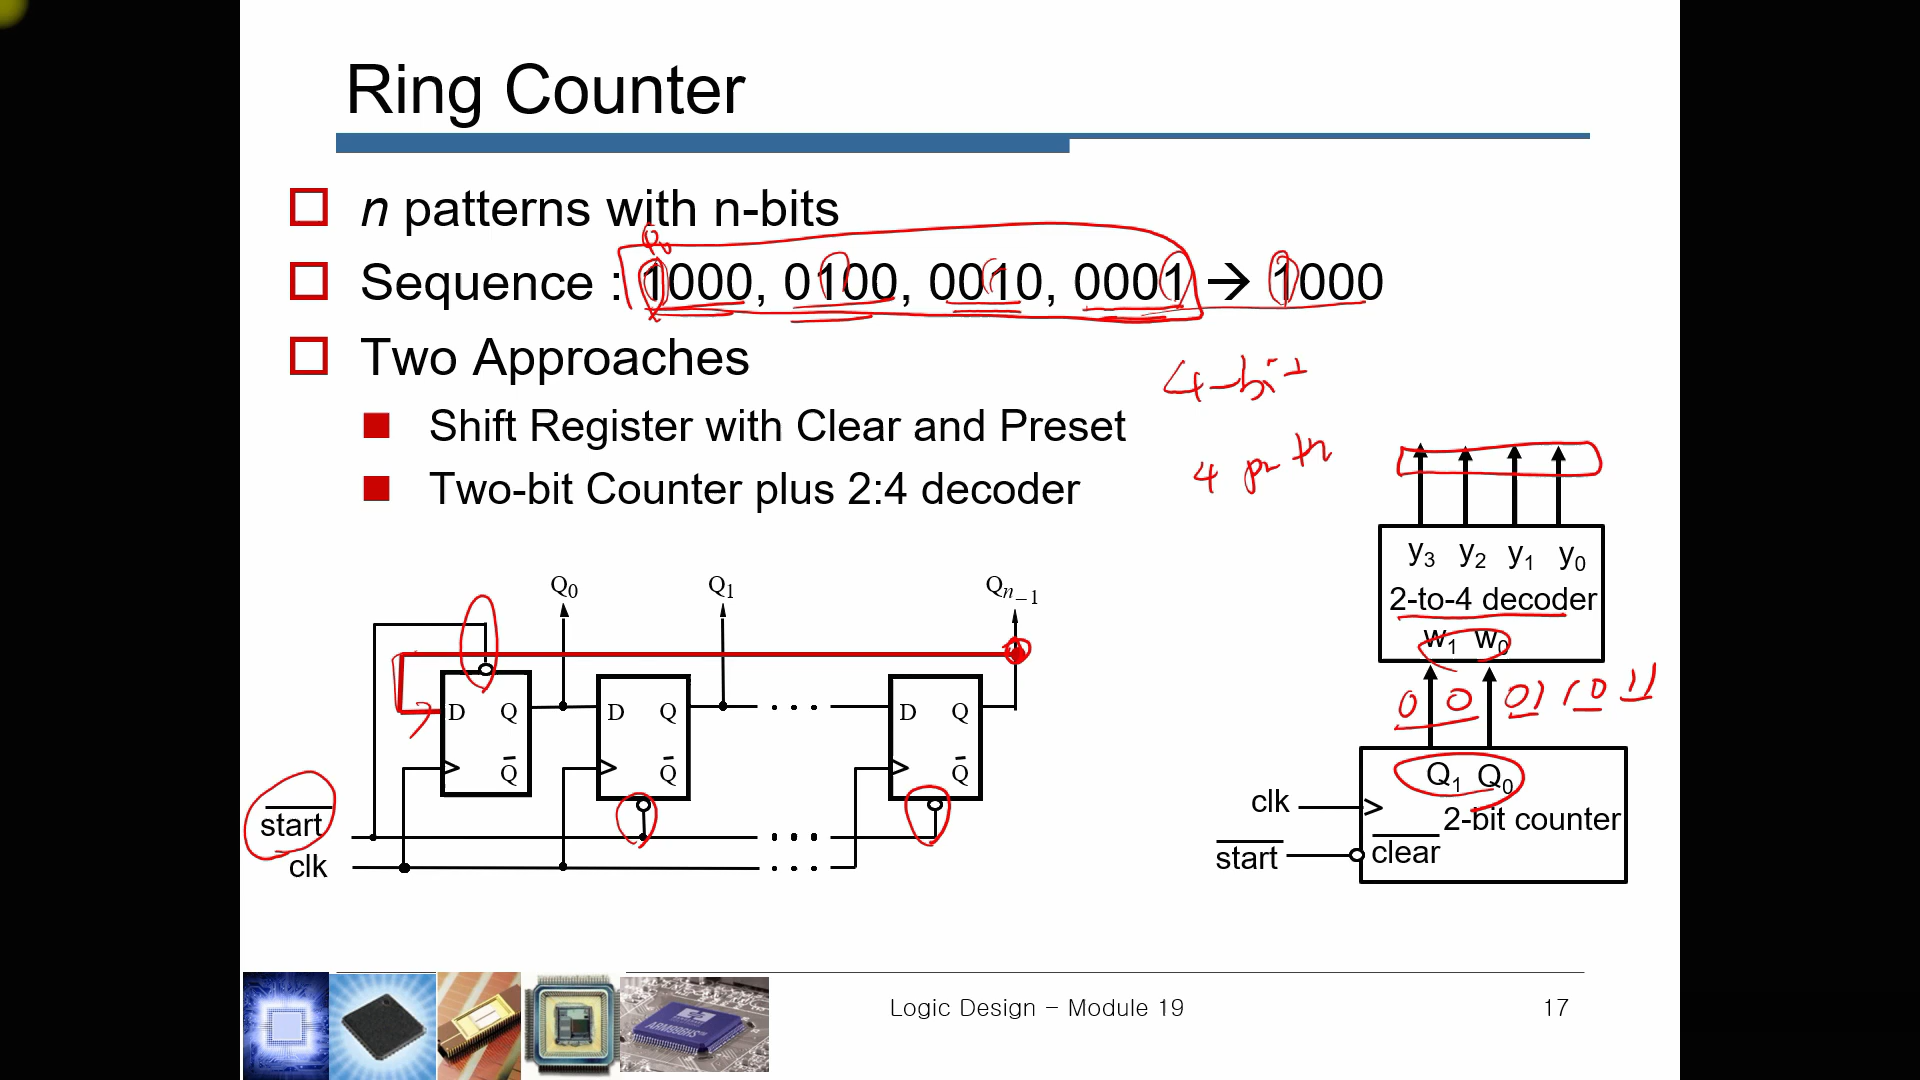 Ring Counter
n patterns with n-bits
Q0
Sequence : 1000, 0100, 0010, 0001 → 1000
Two Approaches
4-bit
Shift Register with Clear and Preset
4
Two-bit Counter plus 2:4 decoder
y3 y2 y1 y0
2-to-4 decoder
w1 w0
0 0 01 10 11
Q1 Q0
2-bit counter
clk
start
clear
Q0 Q1 Qn−1
D Q D Q . . . D Q
Q Q Q
start . . .
clk . . .
ARM886HS
Logic Design – Module 19
17